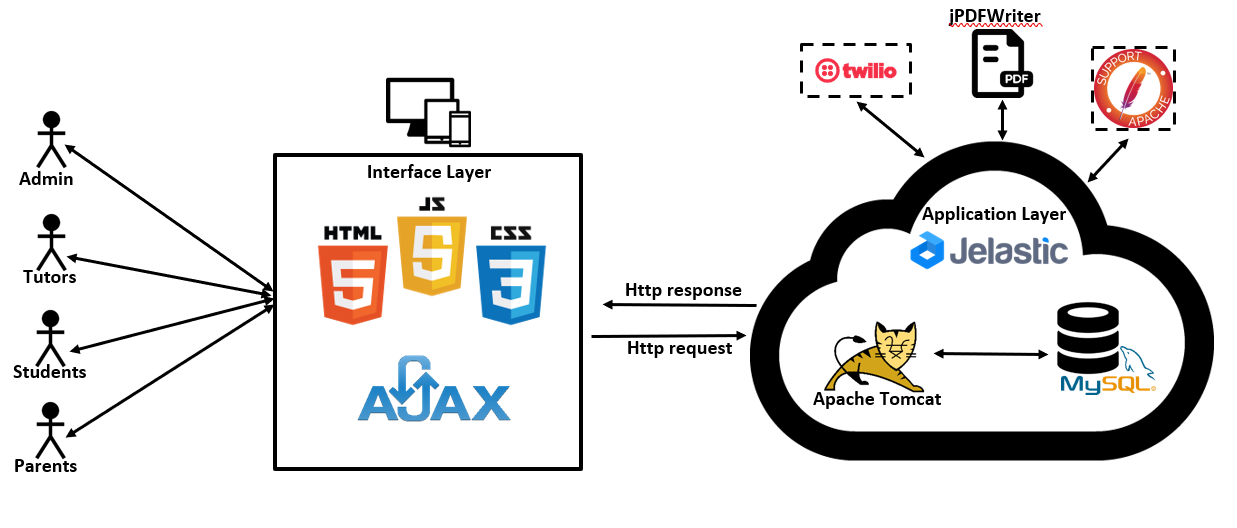 jPDFWriter
twilio
PDF
SUPPORT
APACHE
Admin
Tutors
Students
Parents
Interface Layer
HTML
5
JS
5
CSS
3
AJAX
Http response
Http request
Application Layer
Jelastic
Apache Tomcat
MySQL